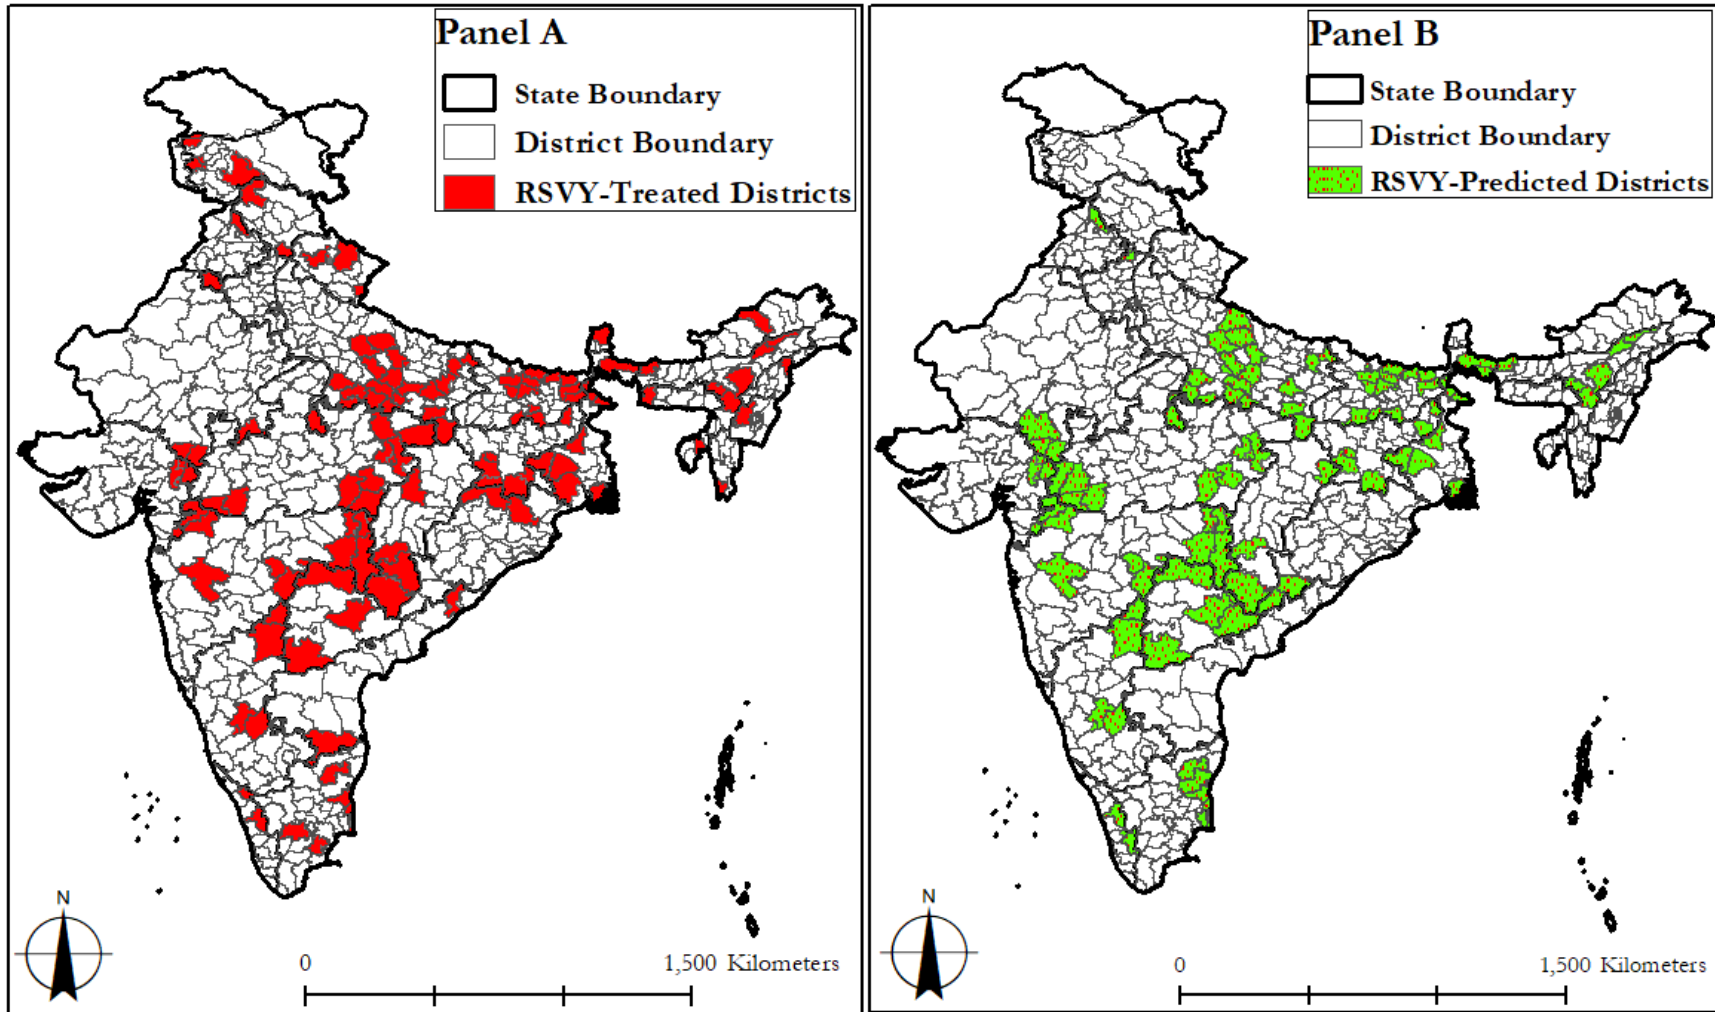 Panel A
State Boundary
District Boundary
RSVY-Treated Districts
N
0
1,500 Kilometers
Panel B
State Boundary
District Boundary
RSVY-Predicted Districts
N
0
1,500 Kilometers